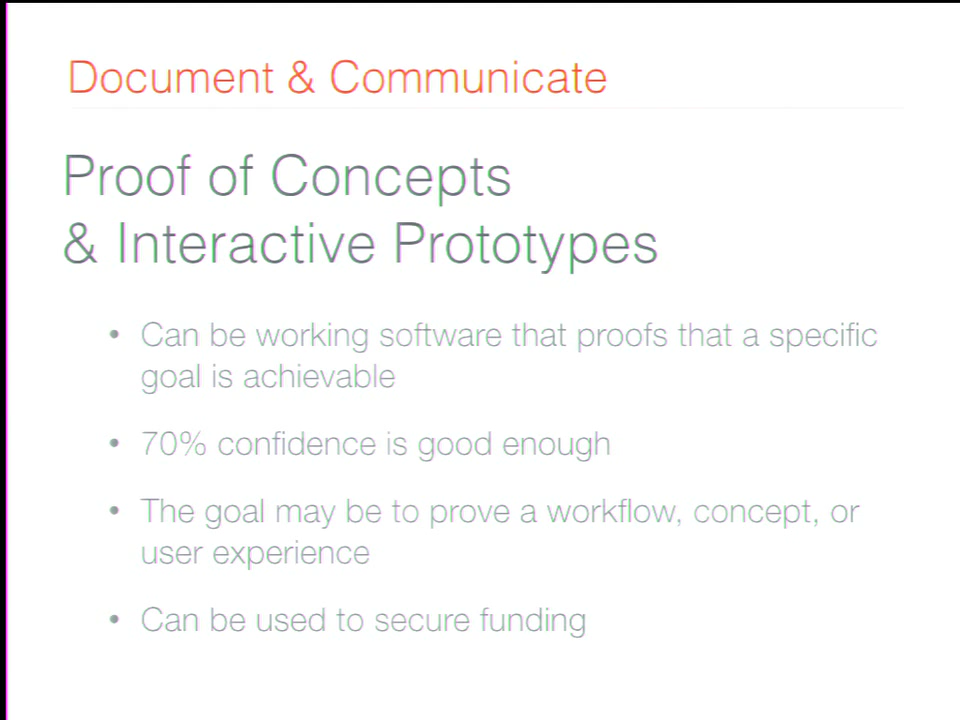 Document & Communicate
Proof of Concepts
& Interactive Prototypes
• Can be working software that proofs that a specific
goal is achievable
• 70% confidence is good enough
• The goal may be to prove a workflow, concept, or
user experience
• Can be used to secure funding